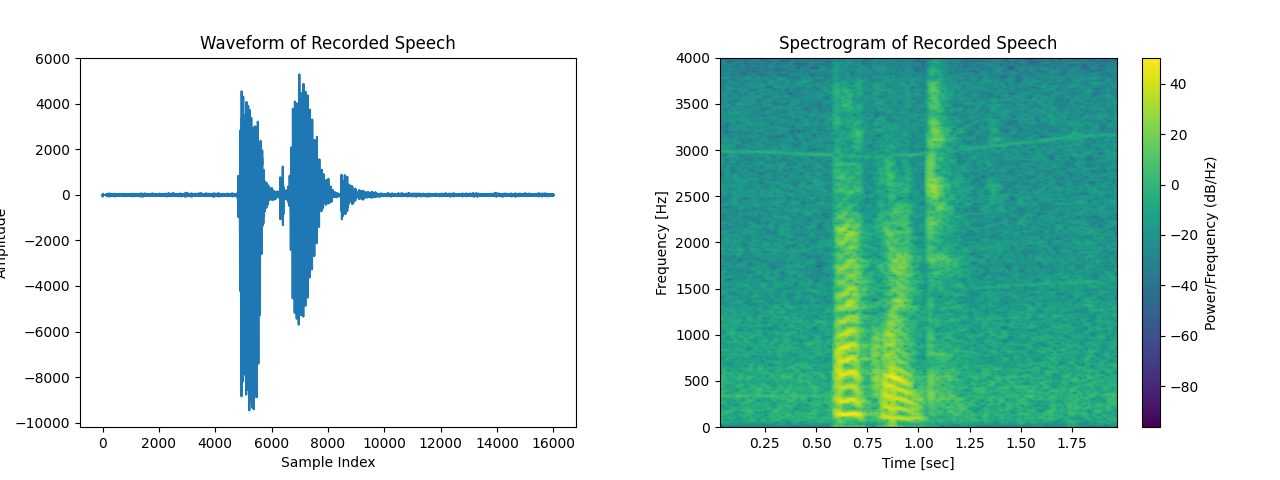 Waveform of Recorded Speech
6000
4000
2000
0
−2000
−4000
−6000
−8000
−10000
Amplitude
0 2000 4000 6000 8000 10000 12000 14000 16000
Sample Index
Spectrogram of Recorded Speech
4000
3500
3000
2500
2000
1500
1000
500
0
Frequency [Hz]
0.25 0.50 0.75 1.00 1.25 1.50 1.75
Time [sec]
40
20
0
−20
−40
−60
−80
Power/Frequency (dB/Hz)